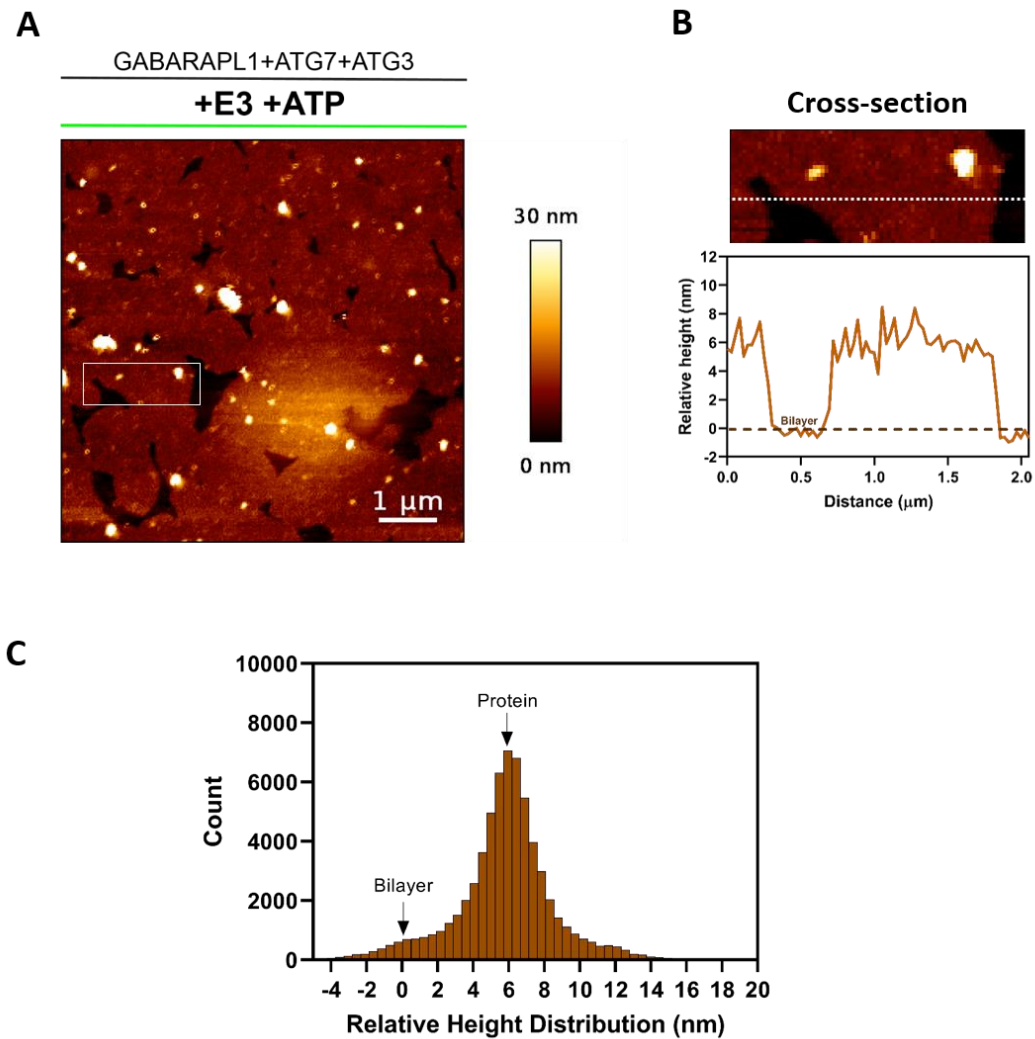 A
GABARAPL1+ATG7+ATG3
+E3 +ATP
30 nm
0 nm
1 μm
B
Cross-section
12
10
8
6
4
2
0
-2
Relative height (nm)
Bilayer
0.0 0.5 1.0 1.5 2.0
Distance (μm)
C
10000
8000
6000
4000
2000
0
Count
Protein
Bilayer
-4 -2 0 2 4 6 8 10 12 14 16 18 20
Relative Height Distribution (nm)